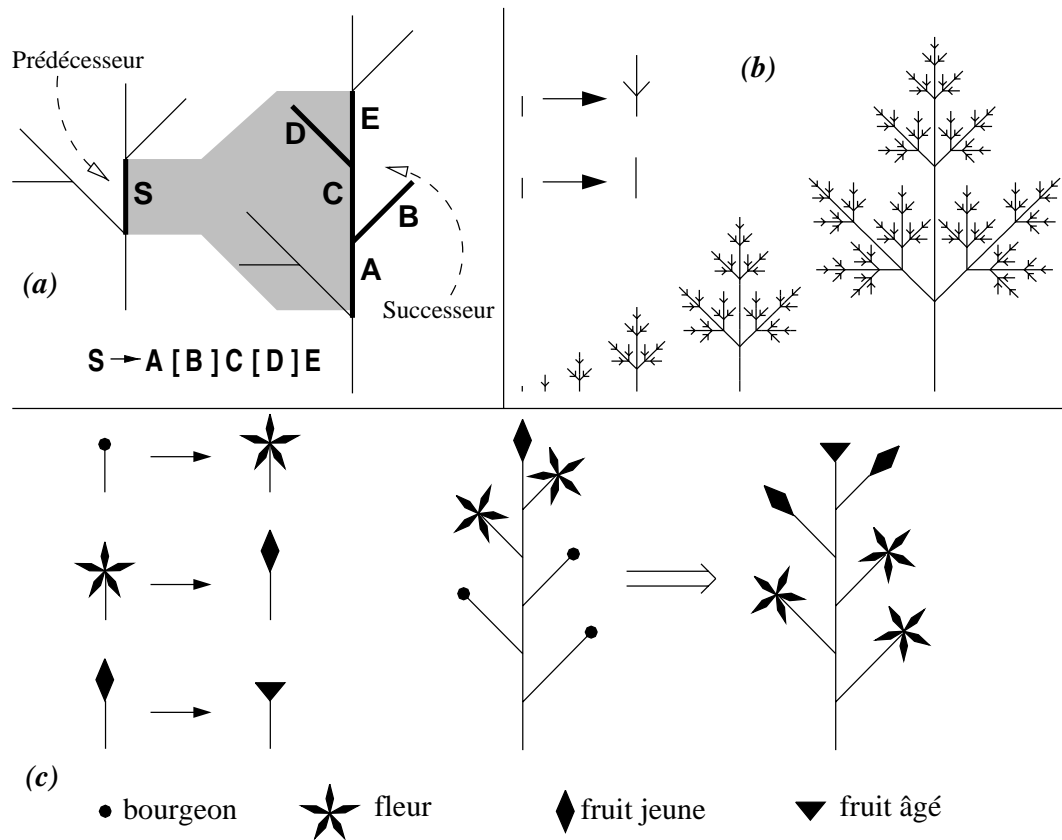 Prédécesseur
S
D
E
C
B
A
Successeur
(a)
S → A [ B ] C [ D ] E
(b)
(c)
bourgeon
fleur
fruit jeune
fruit âgé